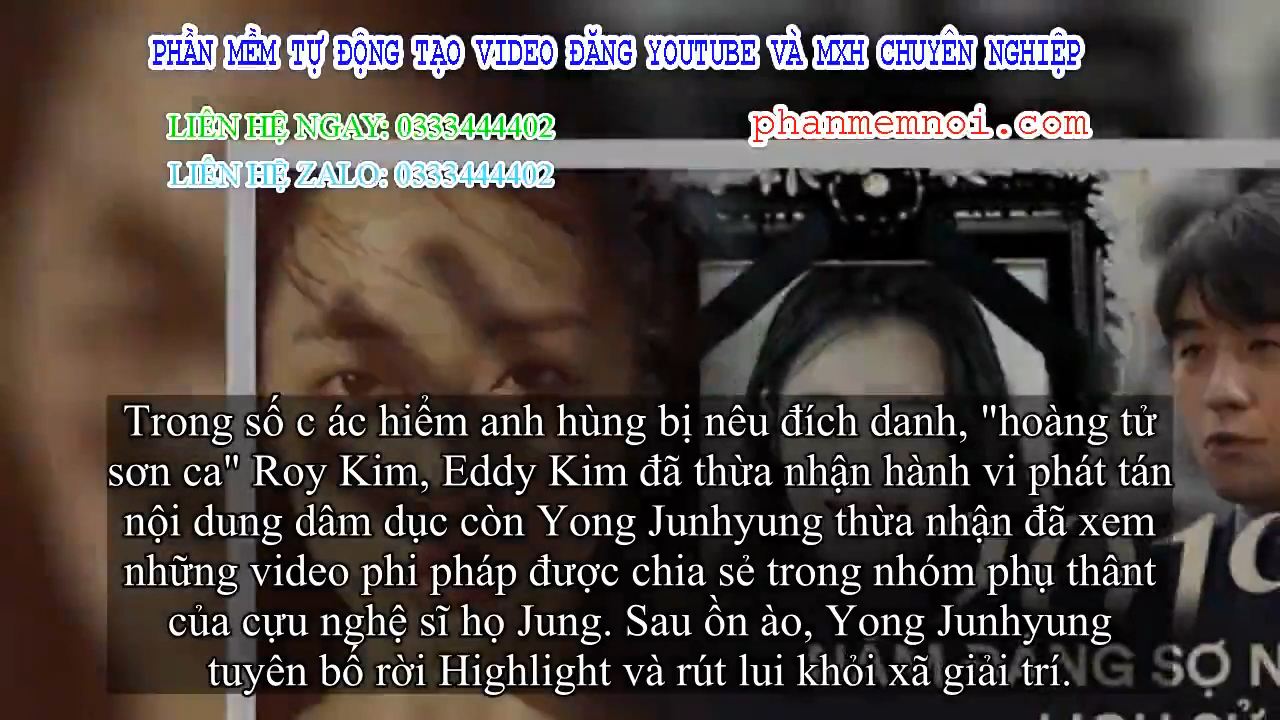 PHẦN MỀM TỰ ĐỘNG TẠO VIDEO ĐĂNG YOUTUBE VÀ MXH CHUYÊN NGHIỆP
LIÊN HỆ NGAY: 0333444402
phanmemnoi.com
LIÊN HỆ ZALO: 0333444402
Trong số c ác hiểm anh hùng bị nêu đích danh, "hoàng tử
sơn ca" Roy Kim, Eddy Kim đã thừa nhận hành vi phát tán
nội dung dâm dục còn Yong Junhyung thừa nhận đã xem
những video phi pháp được chia sẻ trong nhóm phụ thânt
của cựu nghệ sĩ họ Jung. Sau ồn ào, Yong Junhyung
tuyên bố rời Highlight và rút lui khỏi xã giải trí.
10
SỢ N